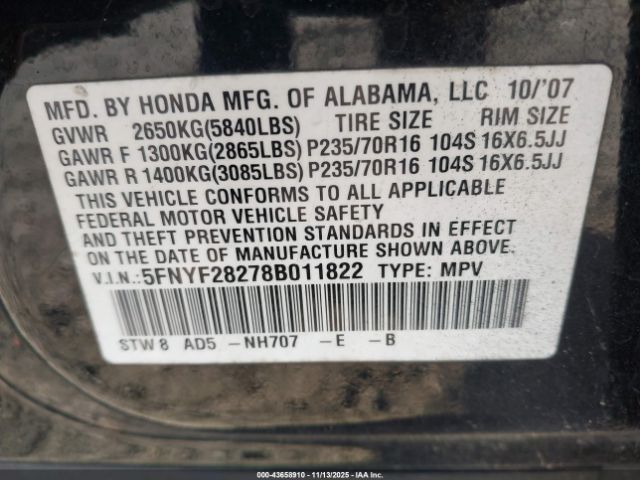 MFD. BY HONDA MFG. OF ALABAMA, LLC 10/'07
GVWR 2650KG(5840LBS) TIRE SIZE RIM SIZE
GAWR F 1300KG(2865LBS) P235/70R16 104S 16X6.5JJ
GAWR R 1400KG(3085LBS) P235/70R16 104S 16X6.5JJ
THIS VEHICLE CONFORMS TO ALL APPLICABLE
FEDERAL MOTOR VEHICLE SAFETY
AND THEFT PREVENTION STANDARDS IN EFFECT
ON THE DATE OF MANUFACTURE SHOWN ABOVE.
V.I.N.:5FNYF28278B011822 TYPE: MPV
STW 8 AD5 -NH707 -E -B
000-43658910 - 11/13/2025 - IAA Inc.